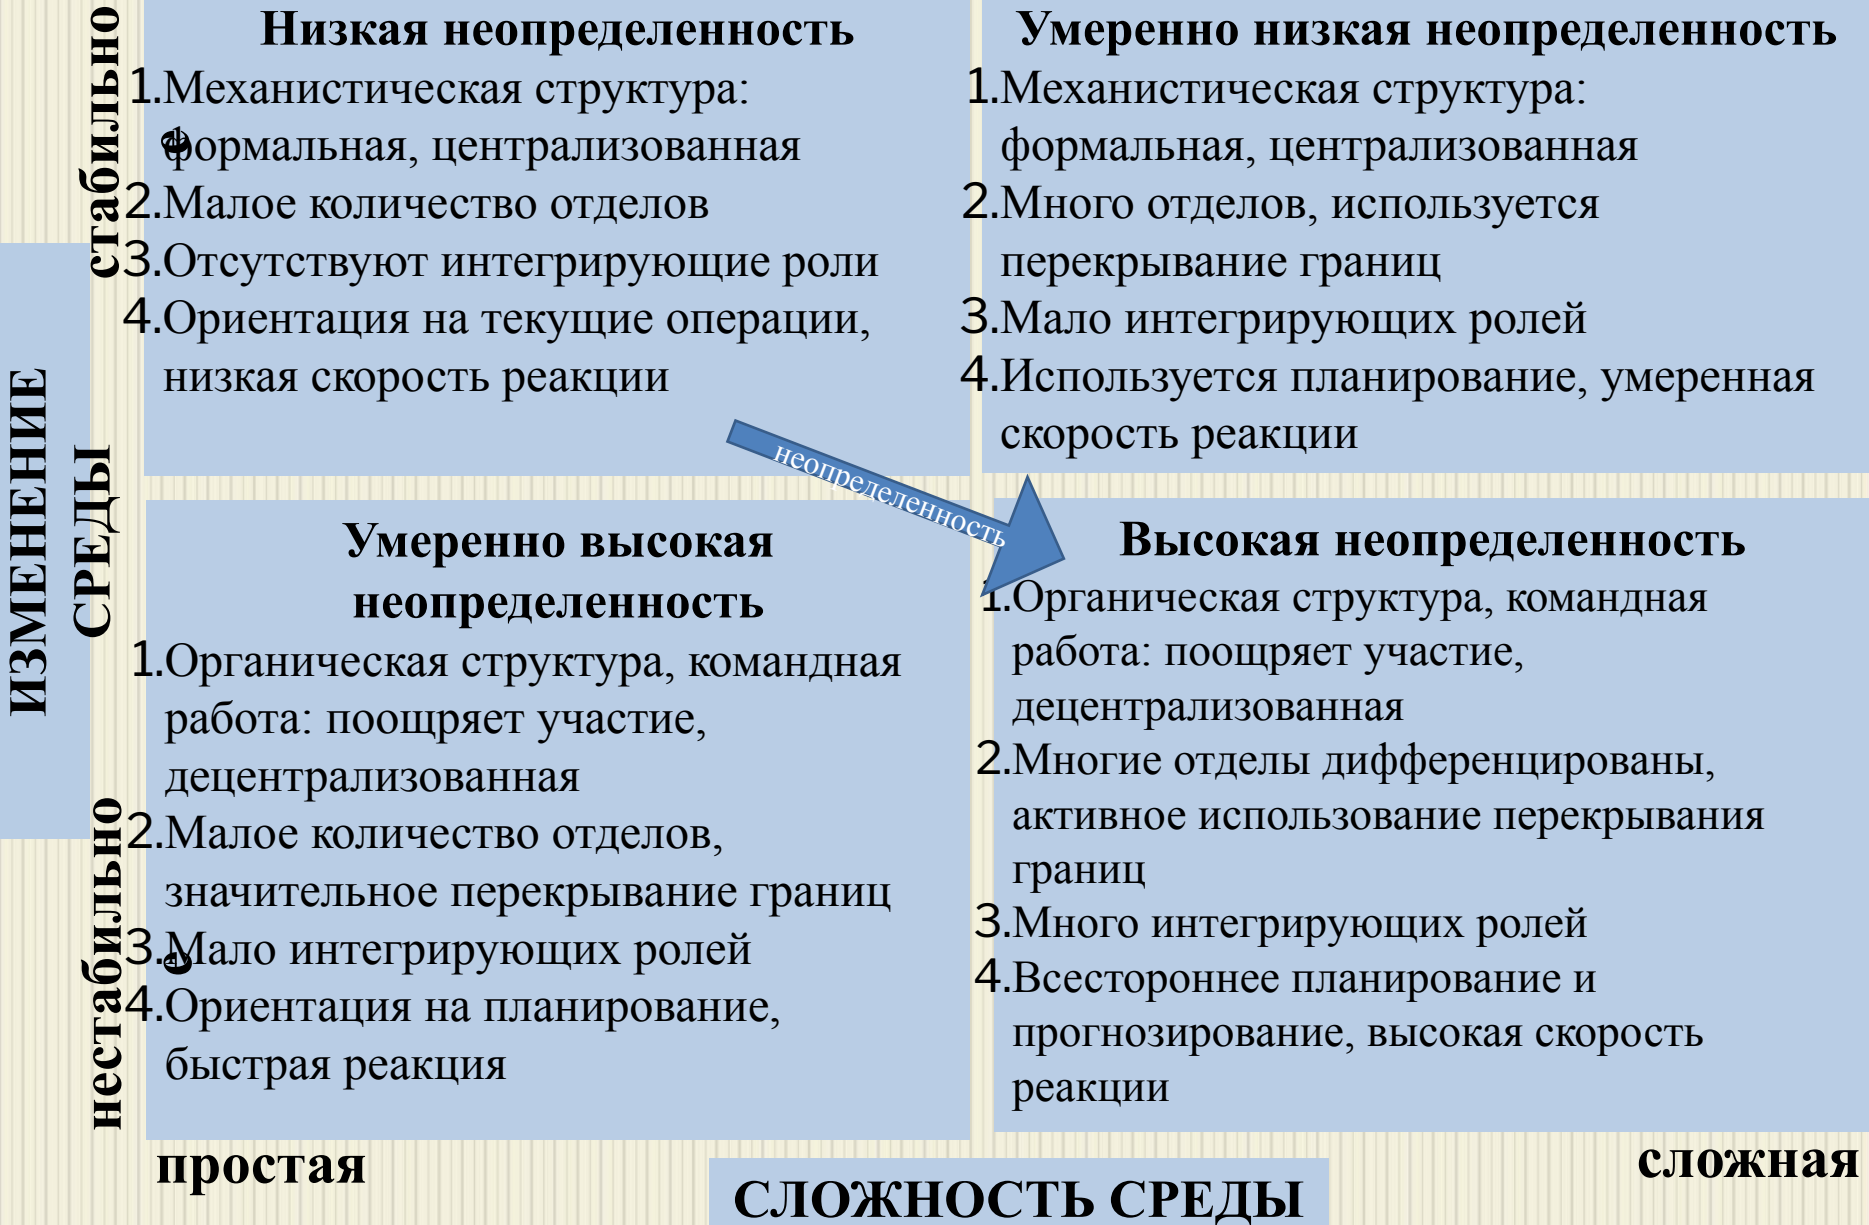 стабильно
е
Низкая неопределенность
1.Механистическая структура:
формальная, централизованная
2.Малое количество отделов
3.Отсутствуют интегрирующие роли
4.Ориентация на текущие операции,
низкая скорость реакции
Умеренно низкая неопределенность
1.Механистическая структура:
формальная, централизованная
2.Много отделов, используется
перекрывание границ
3.Мало интегрирующих ролей
4.Используется планирование, умеренная
скорость реакции
неопределенность
ИЗМЕНЕНИЕ
СРЕДЫ
нестабильно
е
Умеренно высокая
неопределенность
1.Органическая структура, командная
работа: поощряет участие,
децентрализованная
2.Малое количество отделов,
значительное перекрывание границ
3.Мало интегрирующих ролей
4.Ориентация на планирование,
быстрая реакция
Высокая неопределенность
1.Органическая структура, командная
работа: поощряет участие,
децентрализованная
2.Многие отделы дифференцированы,
активное использование перекрывания
границ
3.Много интегрирующих ролей
4.Всестороннее планирование и
прогнозирование, высокая скорость
реакции
простая
сложная
СЛОЖНОСТЬ СРЕДЫ